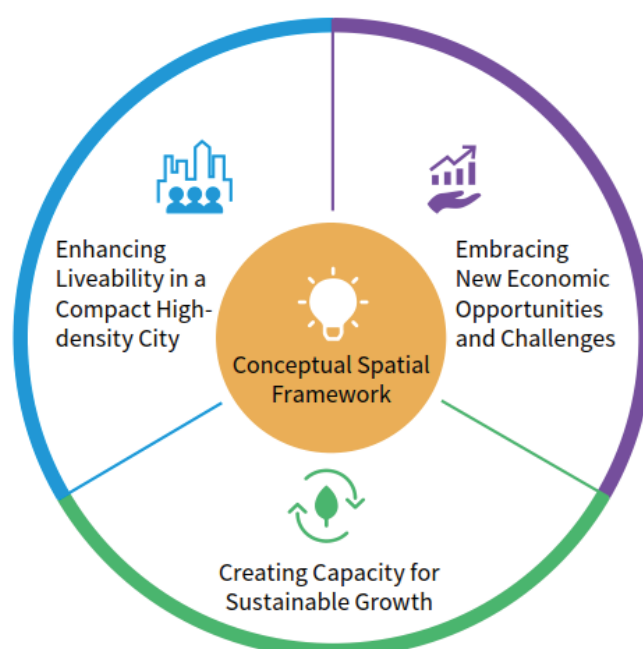 Enhancing
Liveability in a
Compact High-
density City
Embracing
New Economic
Opportunities
and Challenges
Conceptual Spatial
Framework
Creating Capacity for
Sustainable Growth